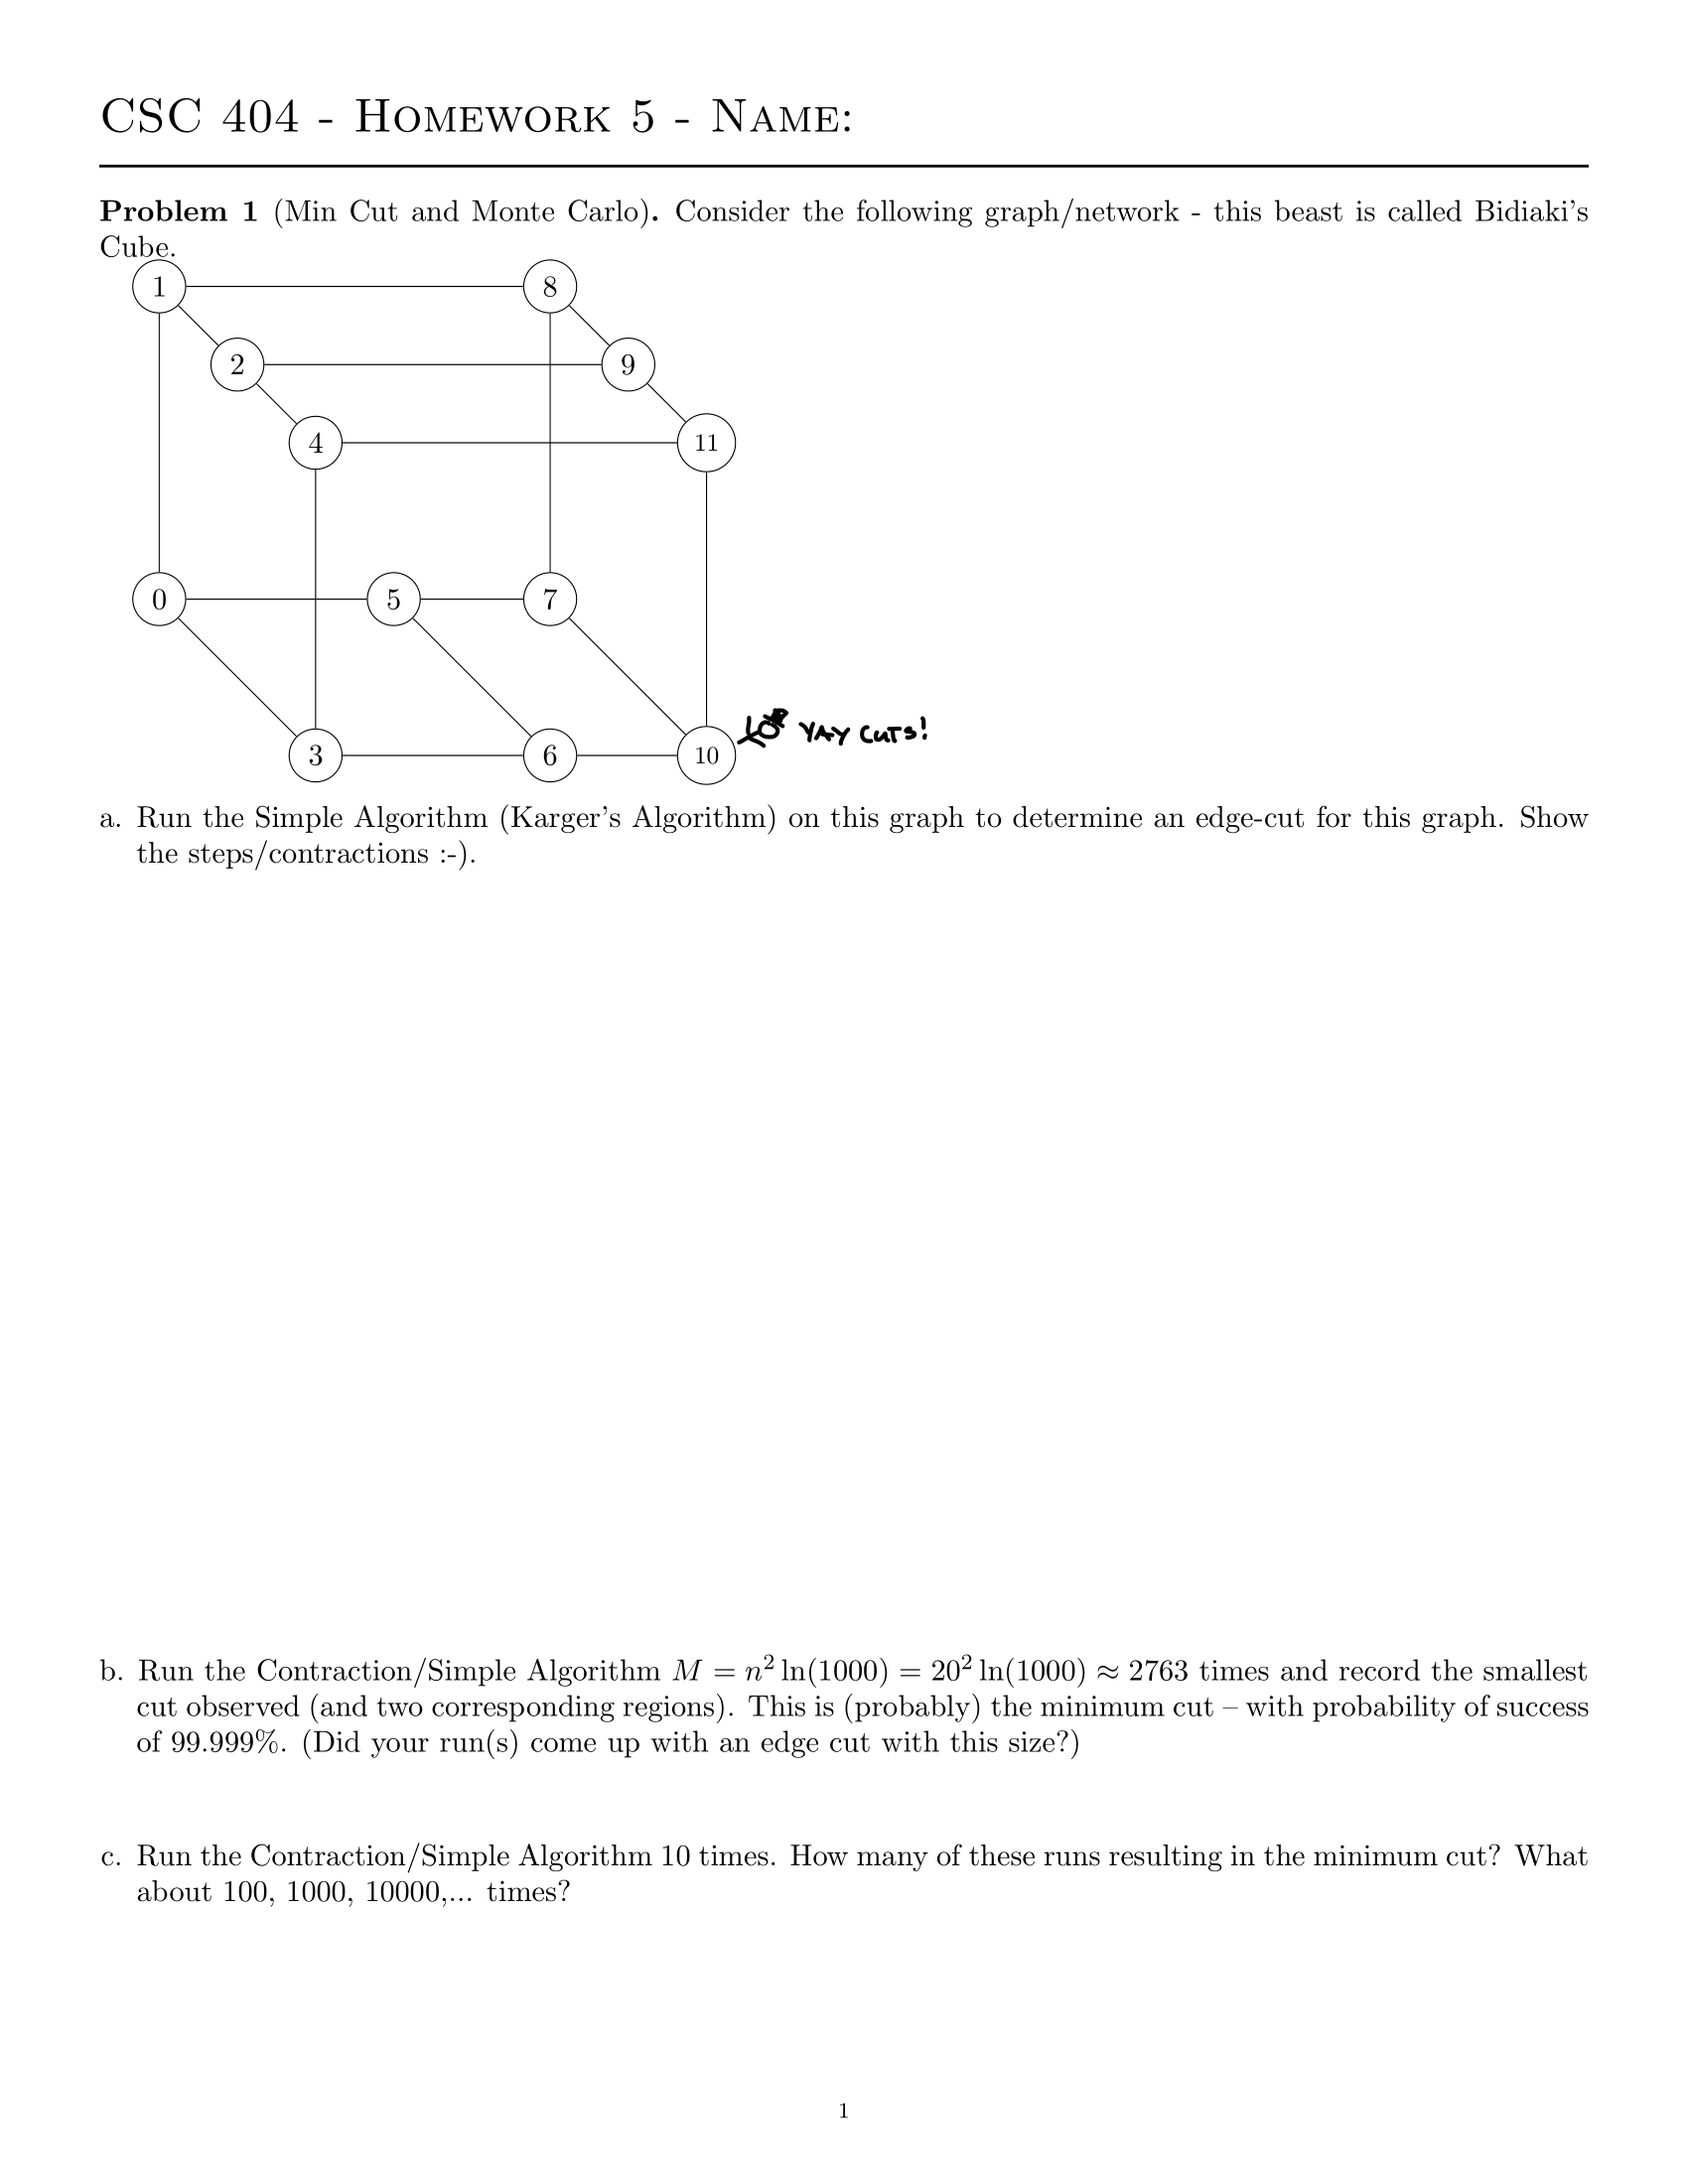 CSC 404 - Homework 5 - Name:
Problem 1 (Min Cut and Monte Carlo). Consider the following graph/network - this beast is called Bidiaki's
Cube.
1 8
2 9
4 11
0 5 7
YAY CUTS!
3 6 10
a. Run the Simple Algorithm (Karger's Algorithm) on this graph to determine an edge-cut for this graph. Show
the steps/contractions :-).
b. Run the Contraction/Simple Algorithm M = n² ln(1000) = 20² ln(1000) ≈ 2763 times and record the smallest
cut observed (and two corresponding regions). This is (probably) the minimum cut – with probability of success
of 99.999%. (Did your run(s) come up with an edge cut with this size?)
c. Run the Contraction/Simple Algorithm 10 times. How many of these runs resulting in the minimum cut? What
about 100, 1000, 10000,... times?
1